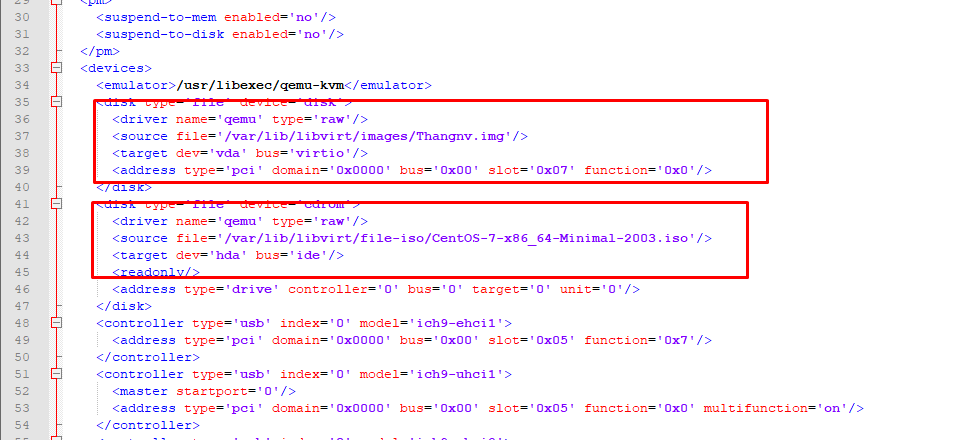 29 <pm>
30 <suspend-to-mem enabled='no'/>
31 <suspend-to-disk enabled='no'/>
32 </pm>
33 <devices>
34 <emulator>/usr/libexec/qemu-kvm</emulator>
35 <disk type='file' device='disk'>
36 <driver name='qemu' type='raw'/>
37 <source file='/var/lib/libvirt/images/Thangnv.img'/>
38 <target dev='vda' bus='virtio'/>
39 <address type='pci' domain='0x0000' bus='0x00' slot='0x07' function='0x0'/>
40 </disk>
41 <disk type='file' device='cdrom'>
42 <driver name='qemu' type='raw'/>
43 <source file='/var/lib/libvirt/file-iso/CentOS-7-x86_64-Minimal-2003.iso'/>
44 <target dev='hda' bus='ide'/>
45 <readonly/>
46 <address type='drive' controller='0' bus='0' target='0' unit='0'/>
47 </disk>
48 <controller type='usb' index='0' model='ich9-ehci1'>
49 <address type='pci' domain='0x0000' bus='0x00' slot='0x05' function='0x7'/>
50 </controller>
51 <controller type='usb' index='0' model='ich9-uhci1'>
52 <master startport='0'/>
53 <address type='pci' domain='0x0000' bus='0x00' slot='0x05' function='0x0' multifunction='on'/>
54 </controller>